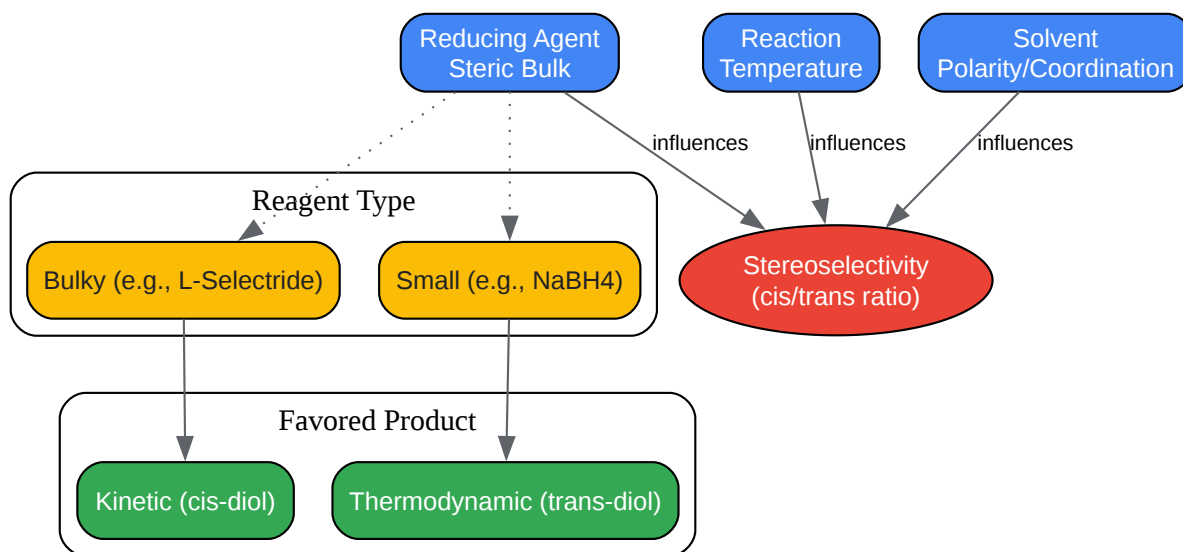 Reducing Agent
Steric Bulk
Reaction
Temperature
Solvent
Polarity/Coordination
influences
influences
influences
Reagent Type
Bulky (e.g., L-Selectride)
Small (e.g., NaBH4)
Stereoselectivity
(cis/trans ratio)
Favored Product
Kinetic (cis-diol)
Thermodynamic (trans-diol)